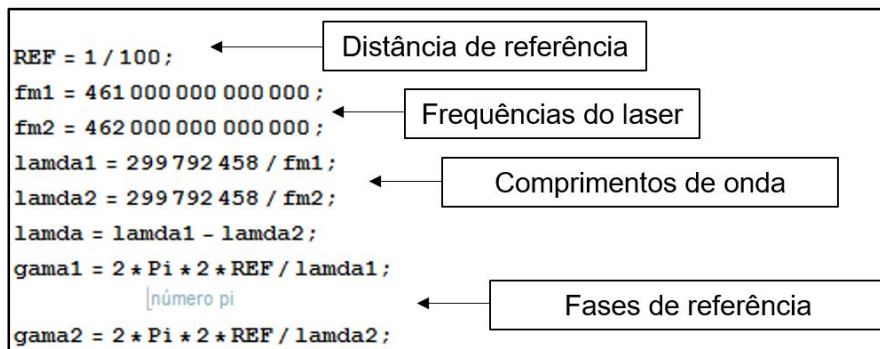 REF = 1 / 100;
Distância de referência
fm1 = 461 000 000 000 000;
fm2 = 462 000 000 000 000;
Frequências do laser
lamda1 = 299 792 458 / fm1;
lamda2 = 299 792 458 / fm2;
Comprimentos de onda
lamda = lamda1 - lamda2;
gama1 = 2 * Pi * 2 * REF / lamda1;
número pi
Fases de referência
gama2 = 2 * Pi * 2 * REF / lamda2;